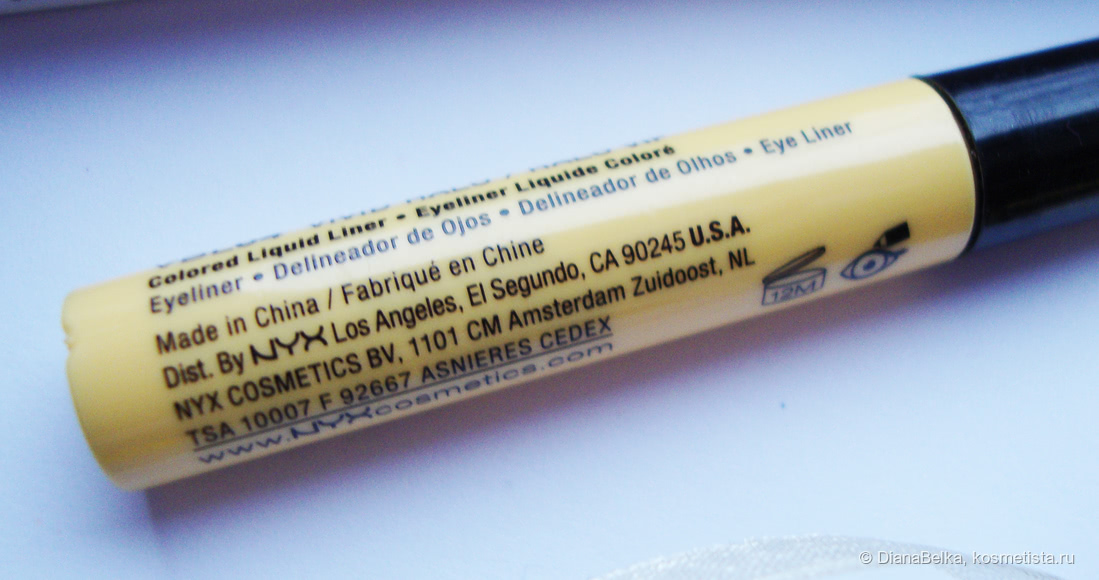 Colored Liquid Liner • Eyeliner Liquide Coloré
Eyeliner • Delineador de Ojos • Delineador de Olhos • Eye Liner
Made in China / Fabriqué en Chine
Dist. By NYX Los Angeles, El Segundo, CA 90245 U.S.A.
NYX COSMETICS BV, 1101 CM Amsterdam Zuidoost, NL
TSA 10007 F 92667 ASNIERES CEDEX
www.NYXcosmetics.com
12M
© DianaBelka, kosmetista.ru